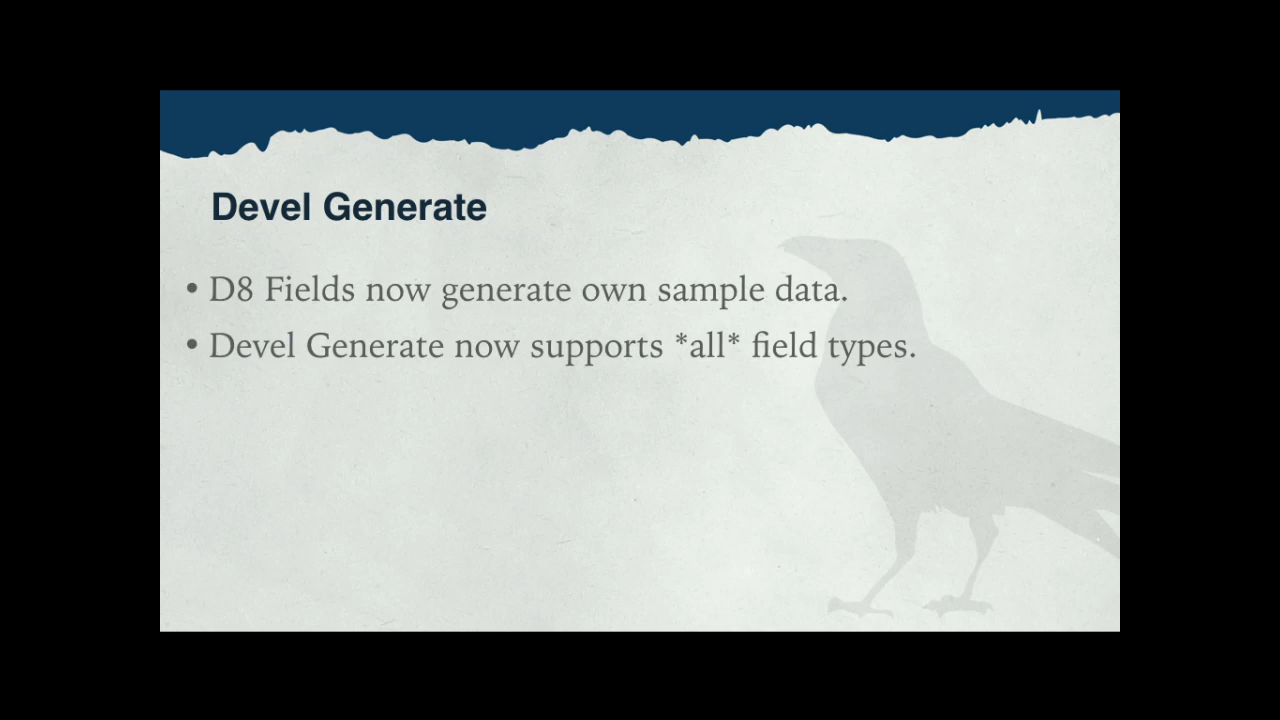 Devel Generate
• D8 Fields now generate own sample data.
• Devel Generate now supports *all* field types.